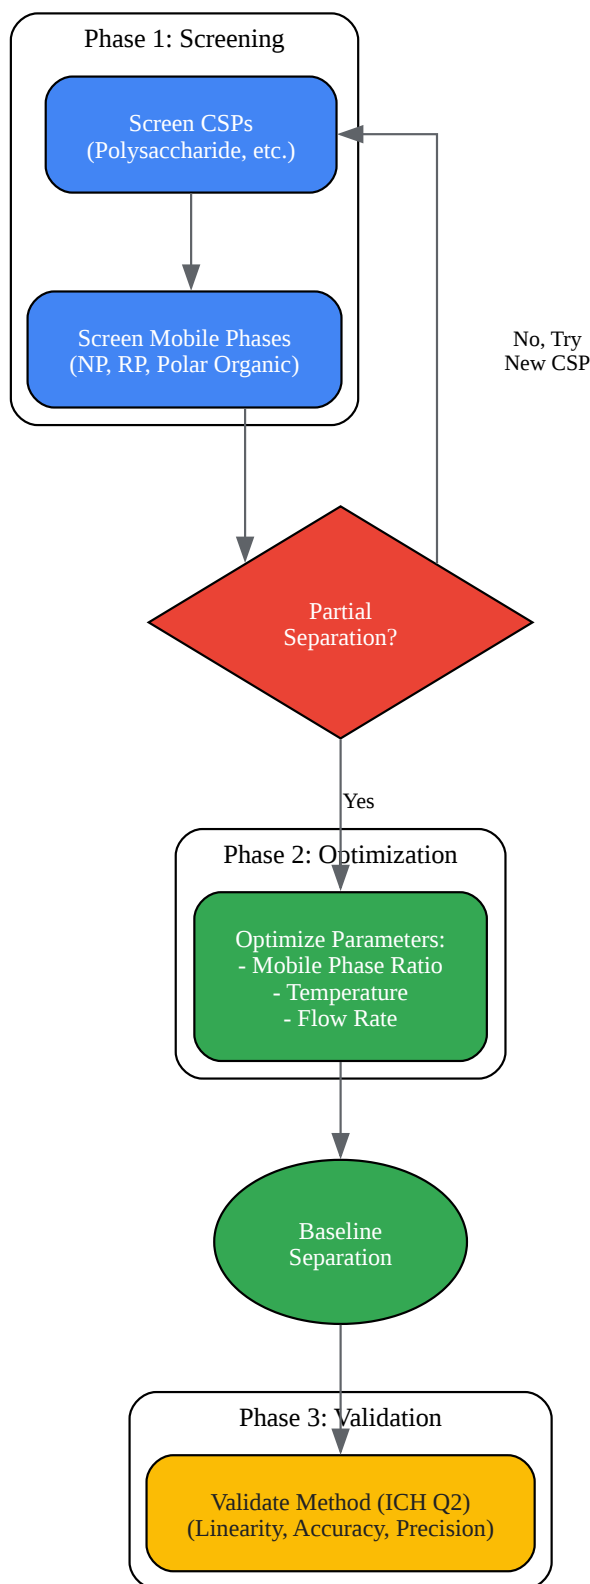 Phase 1: Screening
Screen CSPs
(Polysaccharide, etc.)
Screen Mobile Phases
(NP, RP, Polar Organic)
No, Try
New CSP
Partial
Separation?
Yes
Phase 2: Optimization
Optimize Parameters:
- Mobile Phase Ratio
- Temperature
- Flow Rate
Baseline
Separation
Phase 3: Validation
Validate Method (ICH Q2)
(Linearity, Accuracy, Precision)